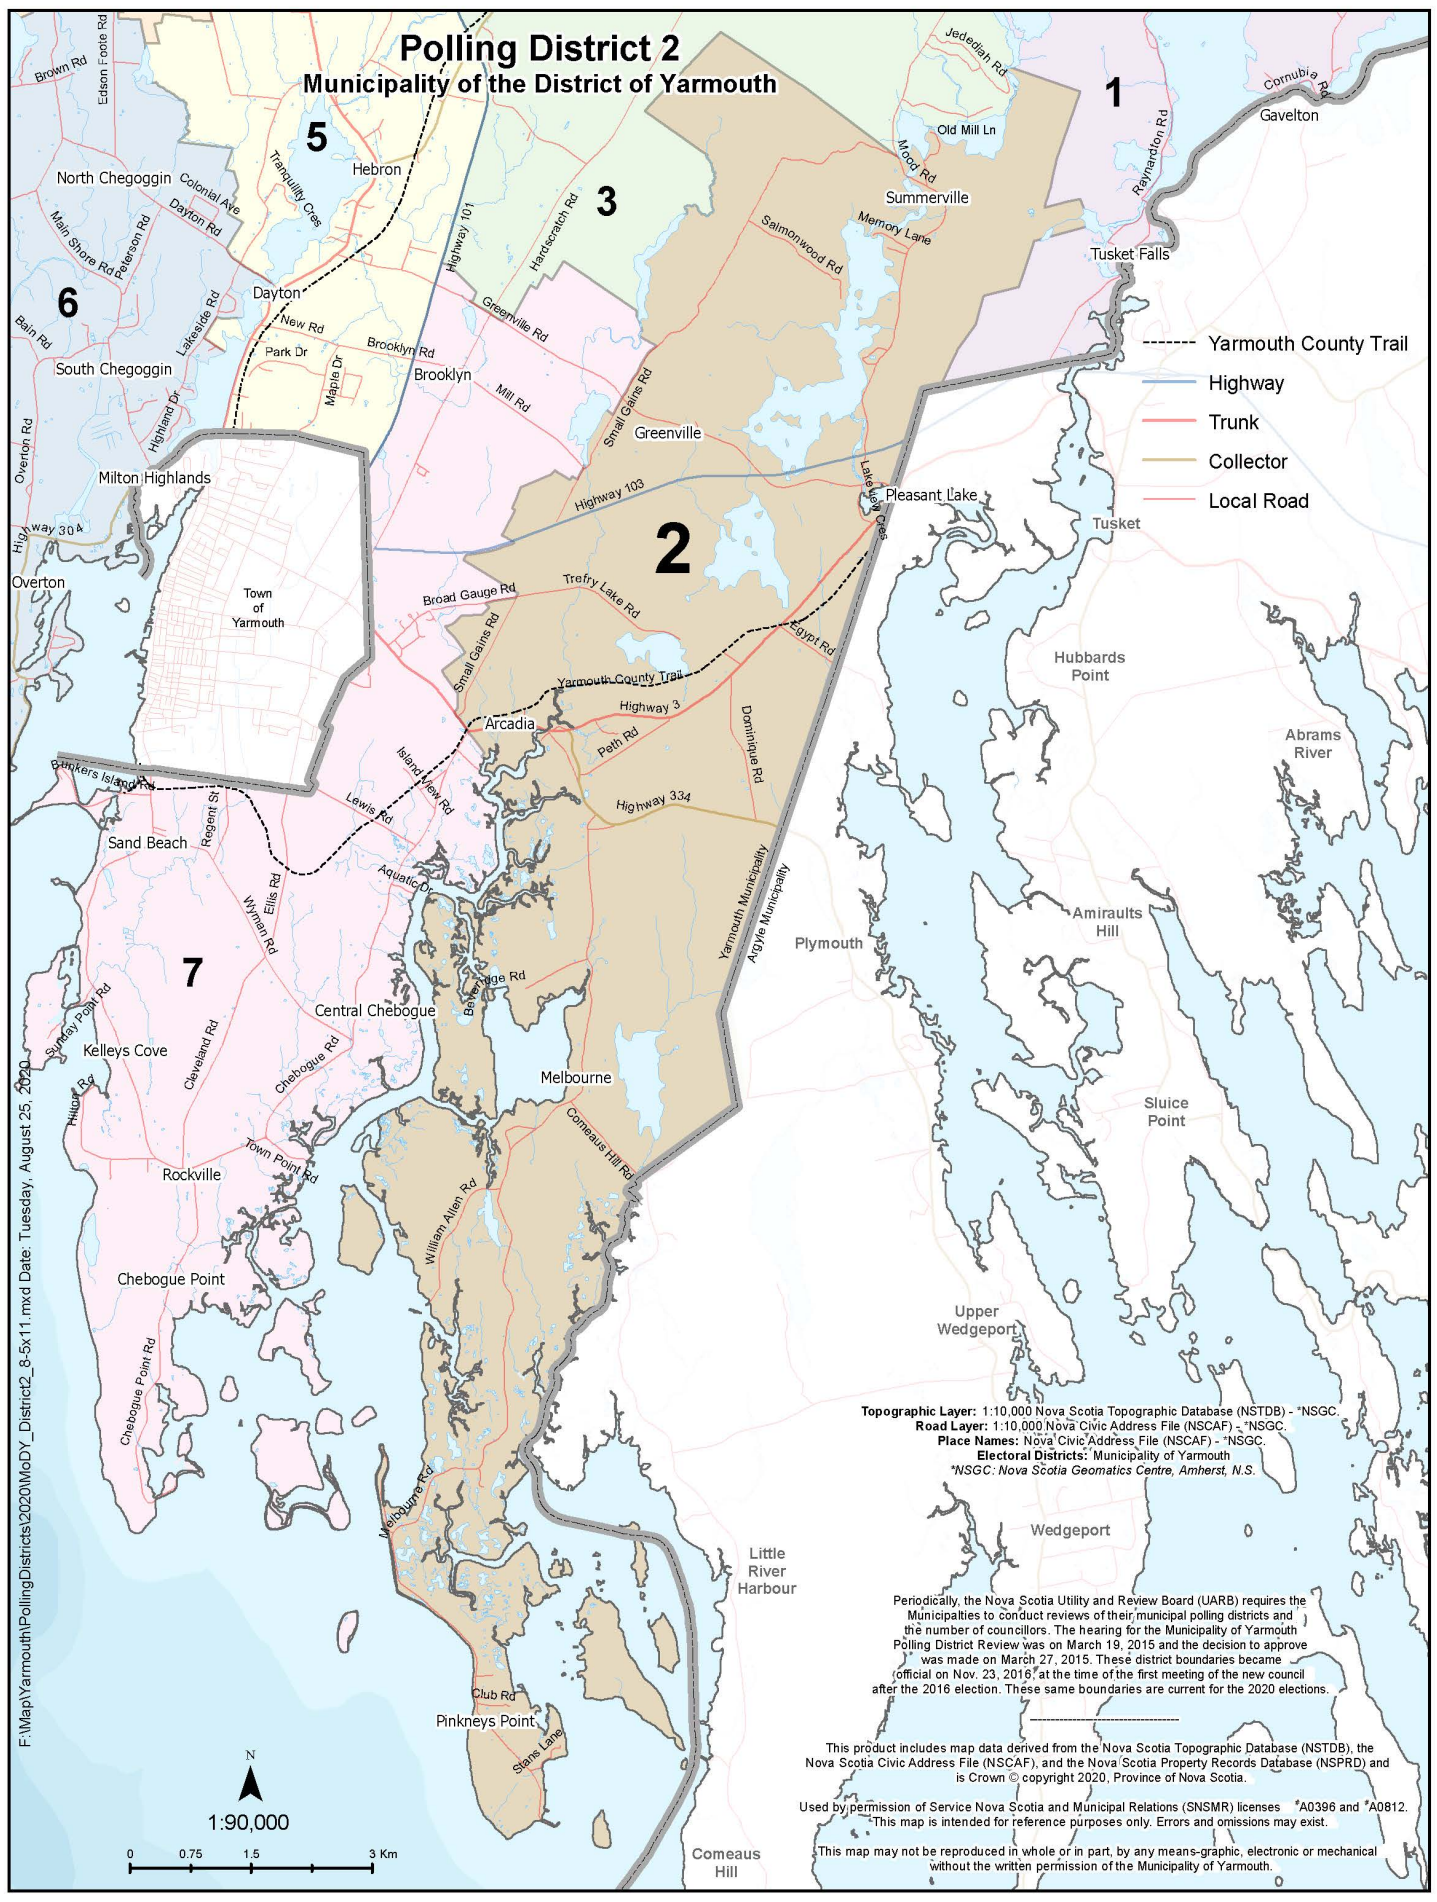 Polling District 2
Municipality of the District of Yarmouth
Brown Rd
Edson Foote Rd
5
Hebron
Tranquility Cres
North Chegoggin
Colonial Ave
Dayton Rd
Main Shore Rd
Peterson Rd
6
Bain Rd
Lakeside Rd
South Chegoggin
Highland Dr
Overton Rd
Milton Highlands
Highway 304
Overton
Dayton
New Rd
Park Dr
Maple Dr
Brooklyn Rd
Brooklyn
Highway 101
3
Hardscratch Rd
Greenville Rd
Mill Rd
Small Gains Rd
Greenville
Jedediah Rd
Old Mill Ln
Mood Rd
Summerville
Memory Lane
Salmonwood Rd
1
Raynardton Rd
Cornubia Rd
Gavelton
Tusket Falls
Yarmouth County Trail
Highway
Trunk
Collector
Local Road
Highway 103
2
Lakeview Cres
Pleasant Lake
Tusket
Town
of
Yarmouth
Broad Gauge Rd
Trefry Lake Rd
Small Gains Rd
Egypt Rd
Yarmouth County Trail
Highway 3
Arcadia
Peth Rd
Dominique Rd
Highway 334
Hubbards
Point
Abrams
River
Bunkers Island Rd
Sand Beach
Regent St
Lewis Rd
Island View Rd
Aquatic Dr
Ellis Rd
Wyman Rd
7
Yarmouth Municipality
Argyle Municipality
Plymouth
Amiraults
Hill
Beveridge Rd
Central Chebogue
Sunday Point Rd
Kelleys Cove
Cleveland Rd
Chebogue Rd
Hilton Rd
Melbourne
Comeaus Hill Rd
Sluice
Point
Town Point Rd
Rockville
William Allen Rd
Chebogue Point
Chebogue Point Rd
Upper
Wedgeport
Topographic Layer: 1:10,000 Nova Scotia Topographic Database (NSTDB) - *NSGC.
Road Layer: 1:10,000 Nova Civic Address File (NSCAF) - *NSGC.
Place Names: Nova Civic Address File (NSCAF) - *NSGC.
Electoral Districts: Municipality of Yarmouth
*NSGC: Nova Scotia Geomatics Centre, Amherst, N.S.
Melbourne Rd
Wedgeport
Little
River
Harbour
Periodically, the Nova Scotia Utility and Review Board (UARB) requires the
Municipalties to conduct reviews of their municipal polling districts and
the number of councillors. The hearing for the Municipality of Yarmouth
Polling District Review was on March 19, 2015 and the decision to approve
was made on March 27, 2015. These district boundaries became
official on Nov. 23, 2016, at the time of the first meeting of the new council
after the 2016 election. These same boundaries are current for the 2020 elections.
---------------------------------
Club Rd
Pinkneys Point
Stans Lane
This product includes map data derived from the Nova Scotia Topographic Database (NSTDB), the
Nova Scotia Civic Address File (NSCAF), and the Nova Scotia Property Records Database (NSPRD) and
is Crown © copyright 2020, Province of Nova Scotia.
Used by permission of Service Nova Scotia and Municipal Relations (SNSMR) licenses *A0396 and *A0812.
This map is intended for reference purposes only. Errors and omissions may exist.
This map may not be reproduced in whole or in part, by any means-graphic, electronic or mechanical
without the written permission of the Municipality of Yarmouth.
Comeaus
Hill
N
1:90,000
0 0.75 1.5 3 Km
F:\Map\Yarmouth\PollingDistricts\2020\MoDY_District2_8-5x11.mxd Date: Tuesday, August 25, 2020